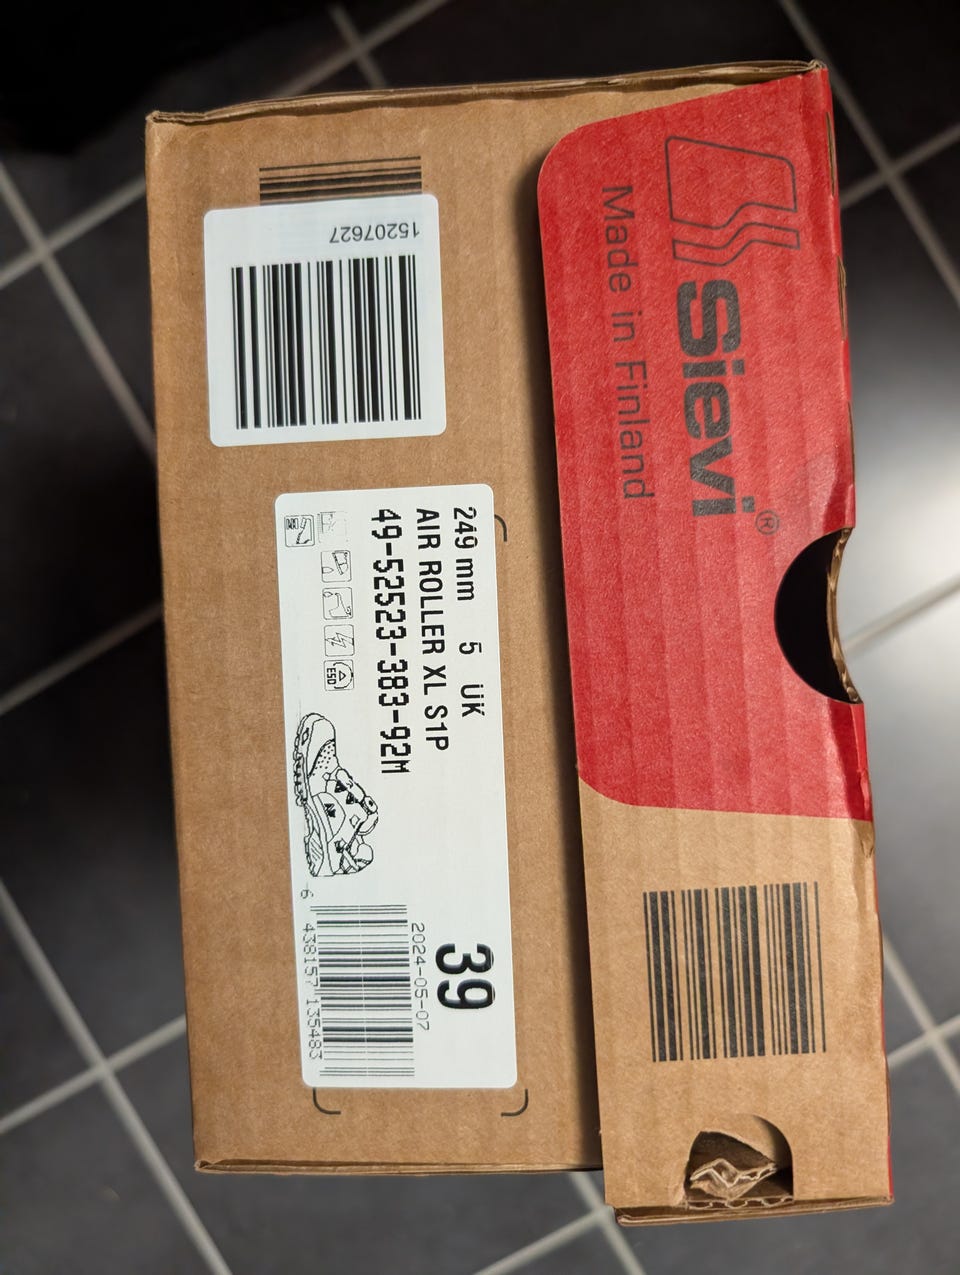 sievi®
Made in Finland
15207627
249 mm 5 UK
AIR ROLLER XL S1P
49-52523-383-92M
ESD
39
2024-05-07
6 438157 135483